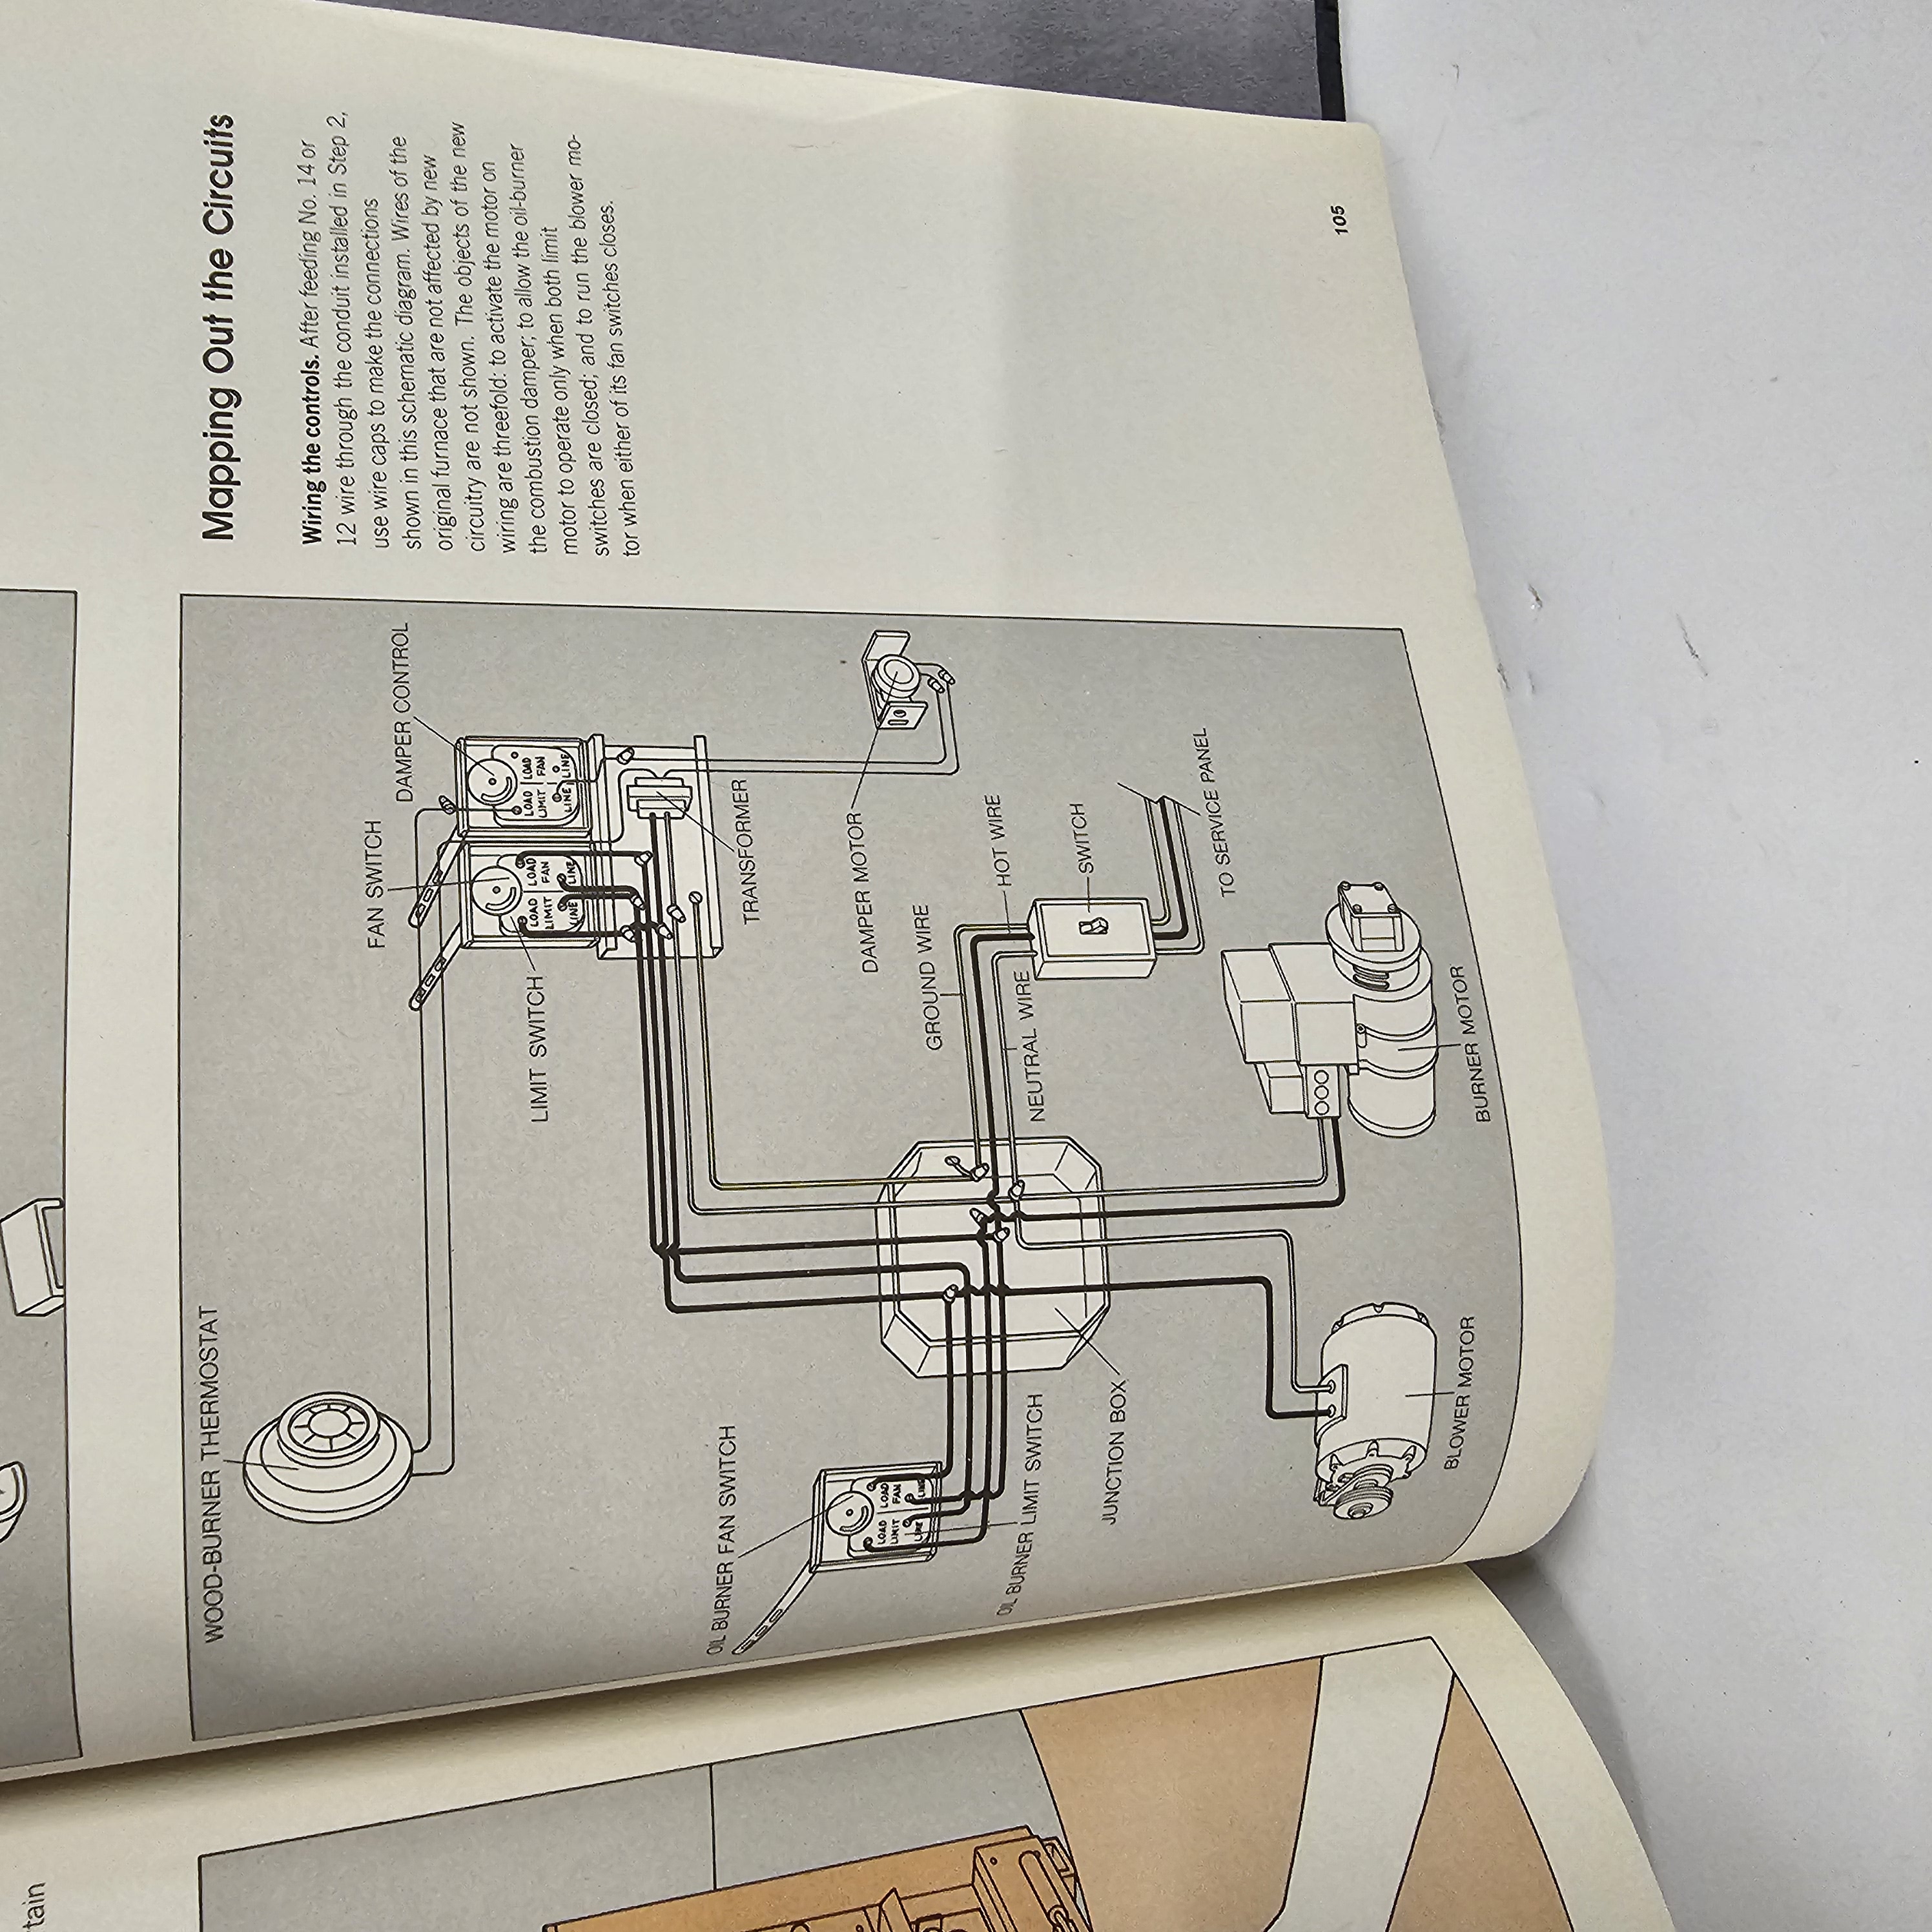 tain
WOOD-BURNER THERMOSTAT
FAN SWITCH
DAMPER CONTROL
LIMIT SWITCH
LOAD LOAD
LIMIT FAN
LINE LINE
LOAD LOAD
LIMIT FAN
LINE LINE
TRANSFORMER
OIL BURNER FAN SWITCH
LOAD LOAD
LIMIT FAN
LINE LINE
DAMPER MOTOR
GROUND WIRE
HOT WIRE
NEUTRAL WIRE
OIL BURNER LIMIT SWITCH
SWITCH
JUNCTION BOX
TO SERVICE PANEL
BLOWER MOTOR
BURNER MOTOR
Mapping Out the Circuits
Wiring the controls. After feeding No. 14 or
12 wire through the conduit installed in Step 2,
use wire caps to make the connections
shown in this schematic diagram. Wires of the
original furnace that are not affected by new
circuitry are not shown. The objects of the new
wiring are threefold: to activate the motor on
the combustion damper; to allow the oil-burner
motor to operate only when both limit
switches are closed; and to run the blower mo-
tor when either of its fan switches closes.
105